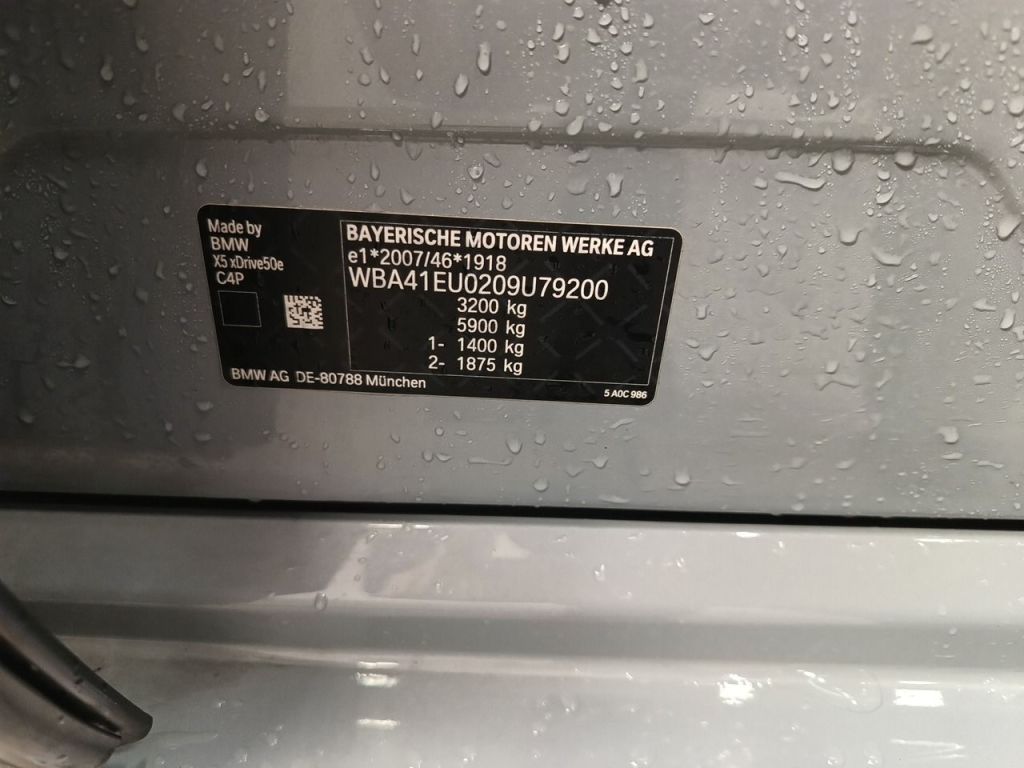 Made by
BMW
X5 xDrive50e
C4P
BAYERISCHE MOTOREN WERKE AG
e1*2007/46*1918
WBA41EU0209U79200
3200 kg
5900 kg
1- 1400 kg
2- 1875 kg
BMW AG DE-80788 München
5 A0C 986